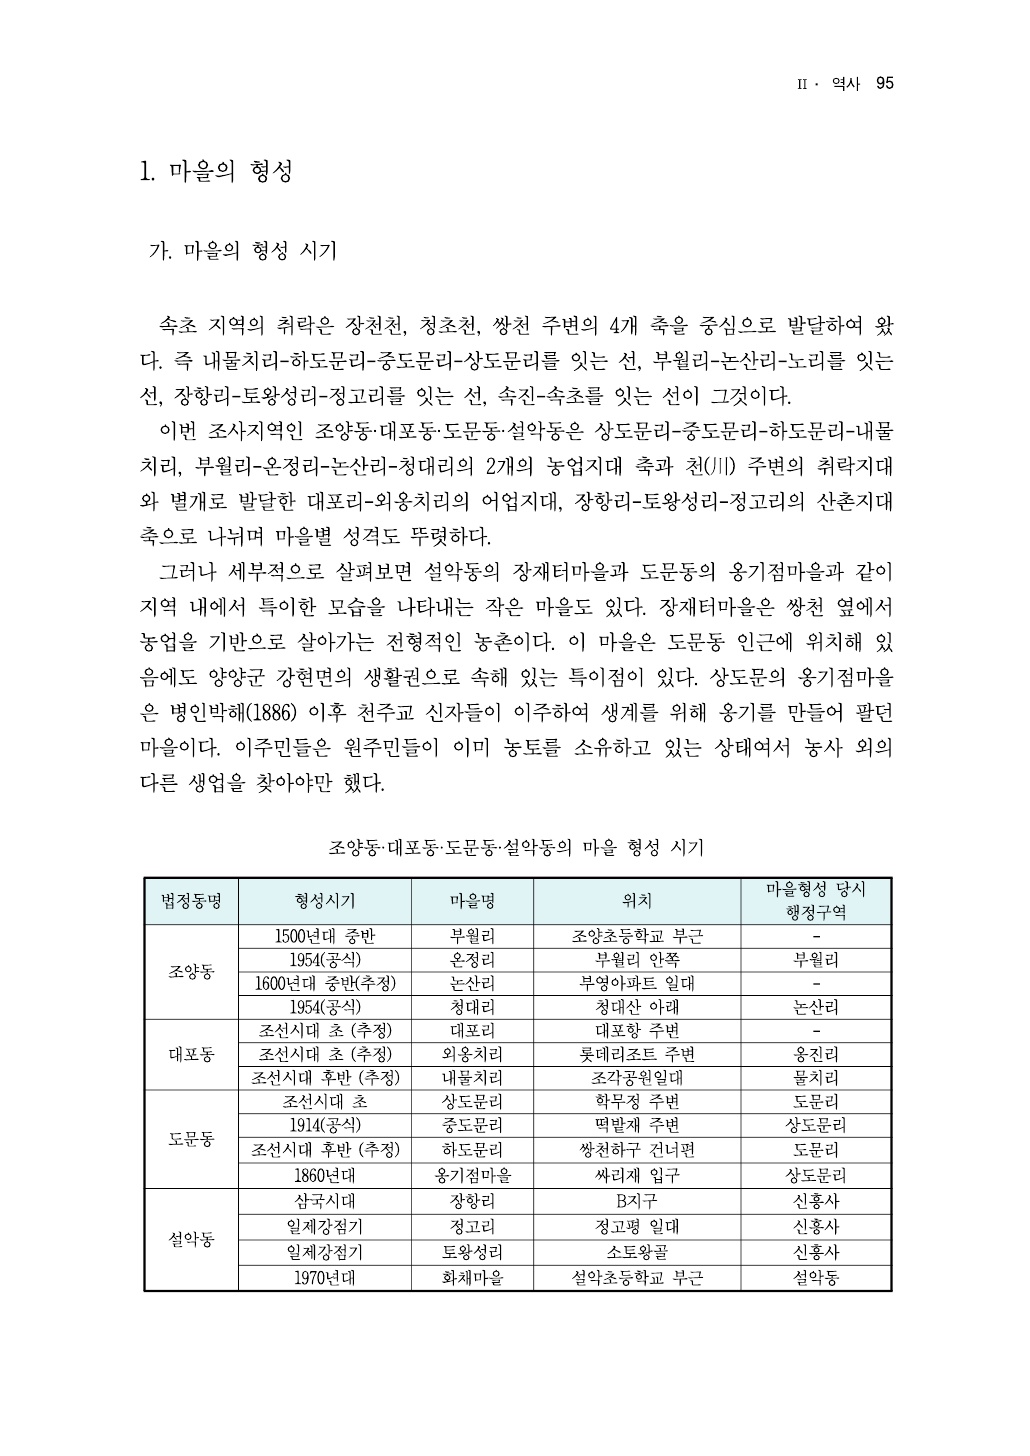 II · 역사 95
1. 마을의 형성
가. 마을의 형성 시기
속초 지역의 취락은 장천천, 청초천, 쌍천 주변의 4개 축을 중심으로 발달하여 왔
다. 즉 내물치리-하도문리-중도문리-상도문리를 잇는 선, 부월리-논산리-노리를 잇는
선, 장항리-토왕성리-정고리를 잇는 선, 속진-속초를 잇는 선이 그것이다.
이번 조사지역인 조양동·대포동·도문동·설악동은 상도문리-중도문리-하도문리-내물
치리, 부월리-온정리-논산리-청대리의 2개의 농업지대 축과 천(川) 주변의 취락지대
와 별개로 발달한 대포리-외옹치리의 어업지대, 장항리-토왕성리-정고리의 산촌지대
축으로 나뉘며 마을별 성격도 뚜렷하다.
그러나 세부적으로 살펴보면 설악동의 장재터마을과 도문동의 옹기점마을과 같이
지역 내에서 특이한 모습을 나타내는 작은 마을도 있다. 장재터마을은 쌍천 옆에서
농업을 기반으로 살아가는 전형적인 농촌이다. 이 마을은 도문동 인근에 위치해 있
음에도 양양군 강현면의 생활권으로 속해 있는 특이점이 있다. 상도문의 옹기점마을
은 병인박해(1886) 이후 천주교 신자들이 이주하여 생계를 위해 옹기를 만들어 팔던
마을이다. 이주민들은 원주민들이 이미 농토를 소유하고 있는 상태여서 농사 외의
다른 생업을 찾아야만 했다.
조양동·대포동·도문동·설악동의 마을 형성 시기
법정동명 형성시기 마을명 위치 마을형성 당시
행정구역
조양동 1500년대 중반 부월리 조양초등학교 부근 -
1954(공식) 온정리 부월리 안쪽 부월리
1600년대 중반(추정) 논산리 부영아파트 일대 -
1954(공식) 청대리 청대산 아래 논산리
대포동 조선시대 초 (추정) 대포리 대포항 주변 -
조선시대 초 (추정) 외옹치리 롯데리조트 주변 옹진리
조선시대 후반 (추정) 내물치리 조각공원일대 물치리
도문동 조선시대 초 상도문리 학무정 주변 도문리
1914(공식) 중도문리 떡밭재 주변 상도문리
조선시대 후반 (추정) 하도문리 쌍천하구 건너편 도문리
1860년대 옹기점마을 싸리재 입구 상도문리
설악동 삼국시대 장항리 B지구 신흥사
일제강점기 정고리 정고평 일대 신흥사
일제강점기 토왕성리 소토왕골 신흥사
1970년대 화채마을 설악초등학교 부근 설악동